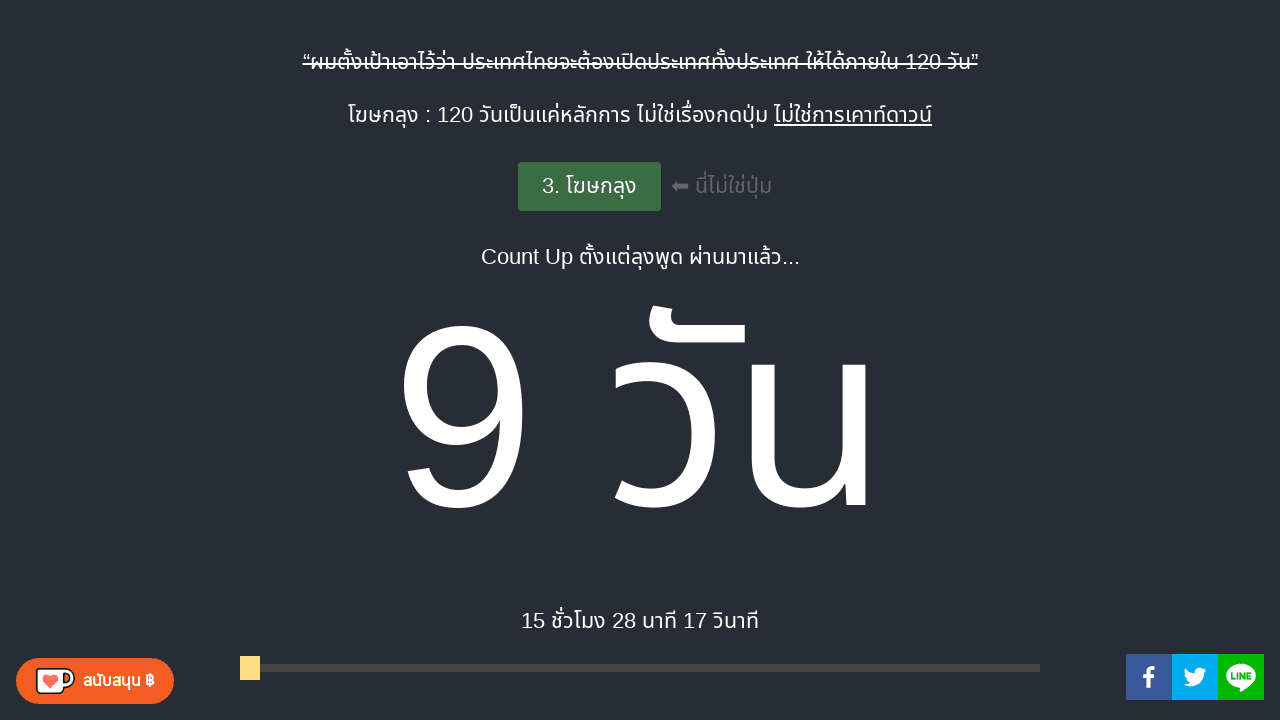 “ผมตั้งเป้าเอาไว้ว่า ประเทศไทยจะต้องเปิดประเทศทั้งประเทศ ให้ได้ภายใน 120 วัน”
โฆษกลุง : 120 วันเป็นแค่หลักการ ไม่ใช่เรื่องกดปุ่ม ไม่ใช่การเคาท์ดาวน์
3. โฆษกลุง ⬅ นี่ไม่ใช่ปุ่ม
Count Up ตั้งแต่ลุงพูด ผ่านมาแล้ว...
9 วัน
15 ชั่วโมง 28 นาที 17 วินาที
สนับสนุน ฿
LINE